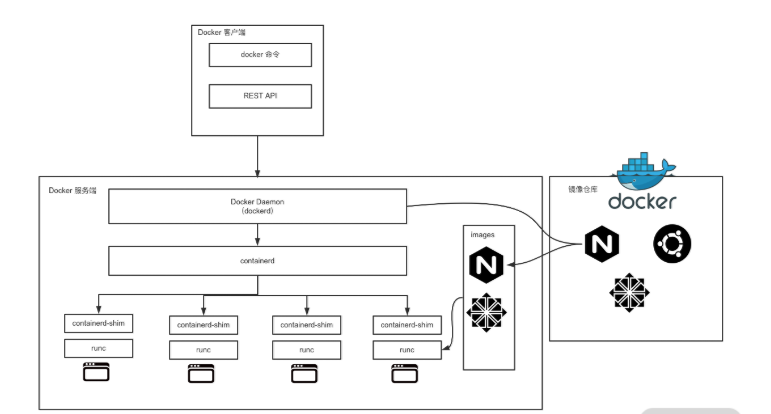 Docker 客户端
docker 命令
REST API
Docker 服务端
Docker Daemon
(dockerd)
containerd
containerd-shim
containerd-shim
containerd-shim
containerd-shim
runc
runc
runc
runc
images
N
镜像仓库
docker
N